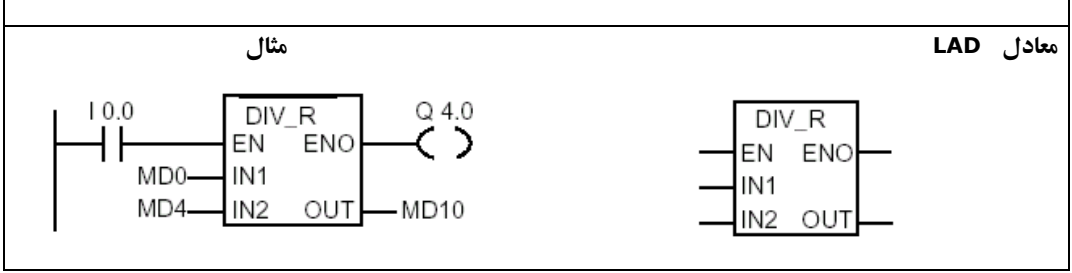 معادل LAD
مثال
I 0.0
DIV_R
Q 4.0
EN ENO
MD0 IN1
MD4 IN2 OUT MD10
DIV_R
EN ENO
IN1
IN2 OUT